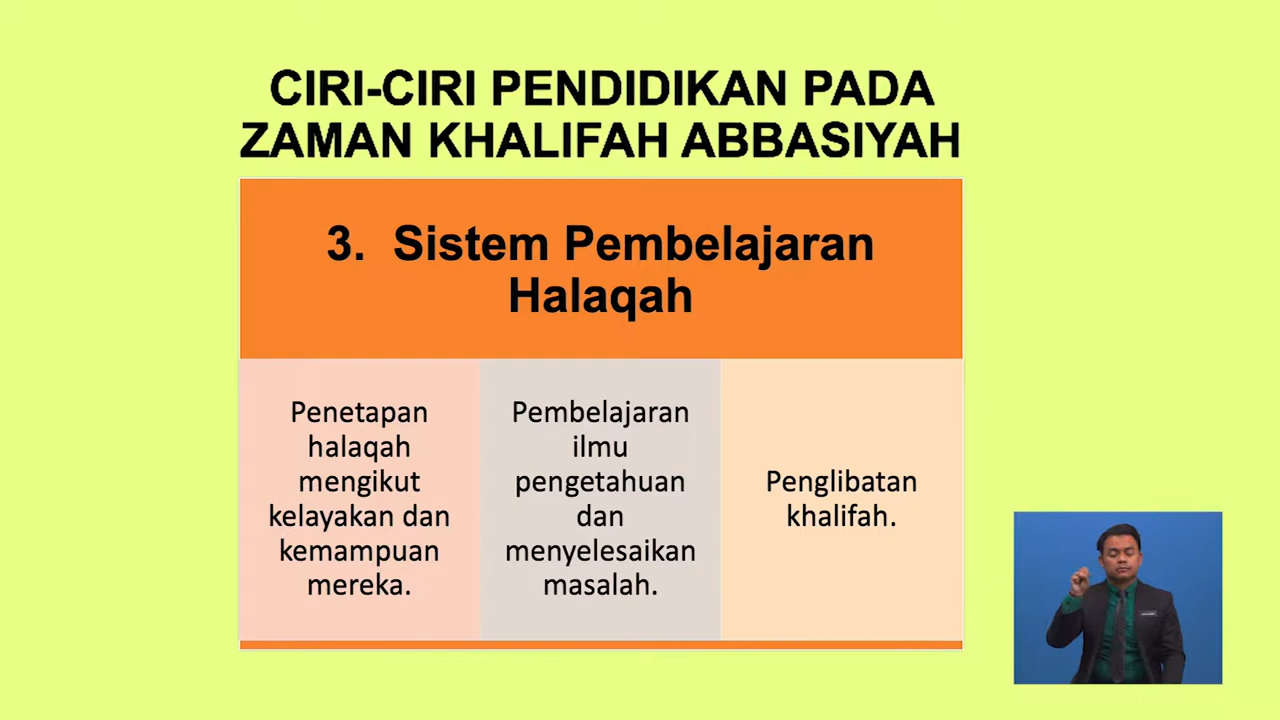 CIRI-CIRI PENDIDIKAN PADA
ZAMAN KHALIFAH ABBASIYAH
3. Sistem Pembelajaran
Halaqah
Penetapan
halaqah
mengikut
kelayakan dan
kemampuan
mereka.
Pembelajaran
ilmu
pengetahuan
dan
menyelesaikan
masalah.
Penglibatan
khalifah.